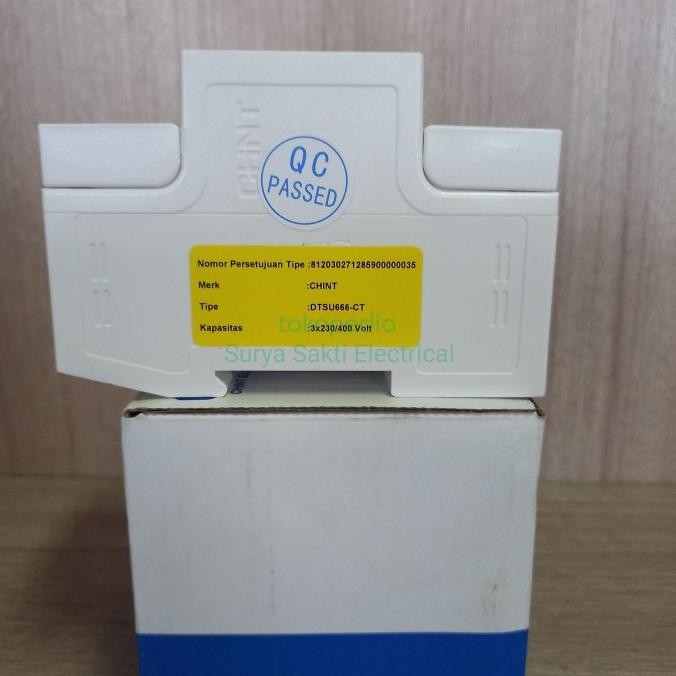 CHINT
QC
PASSED
Nomor Persetujuan Tipe :812030271285900000035
Merk :CHINT
Tipe :DTSU666-CT
Kapasitas :3x230/400 Volt
tokopedia
Surya Sakti Electrical